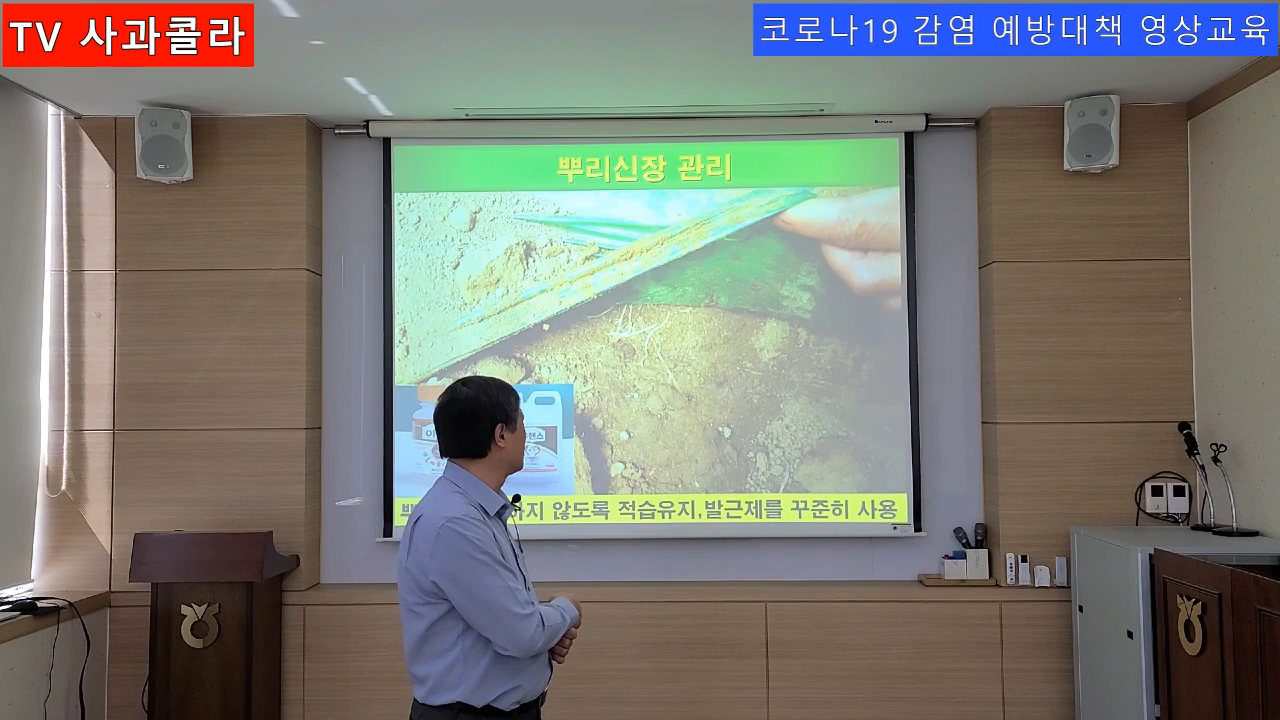 TV 사과콜라
코로나19 감염 예방대책 영상교육
뿌리신장 관리
하지 않도록 적습유지,발근제를 꾸준히 사용